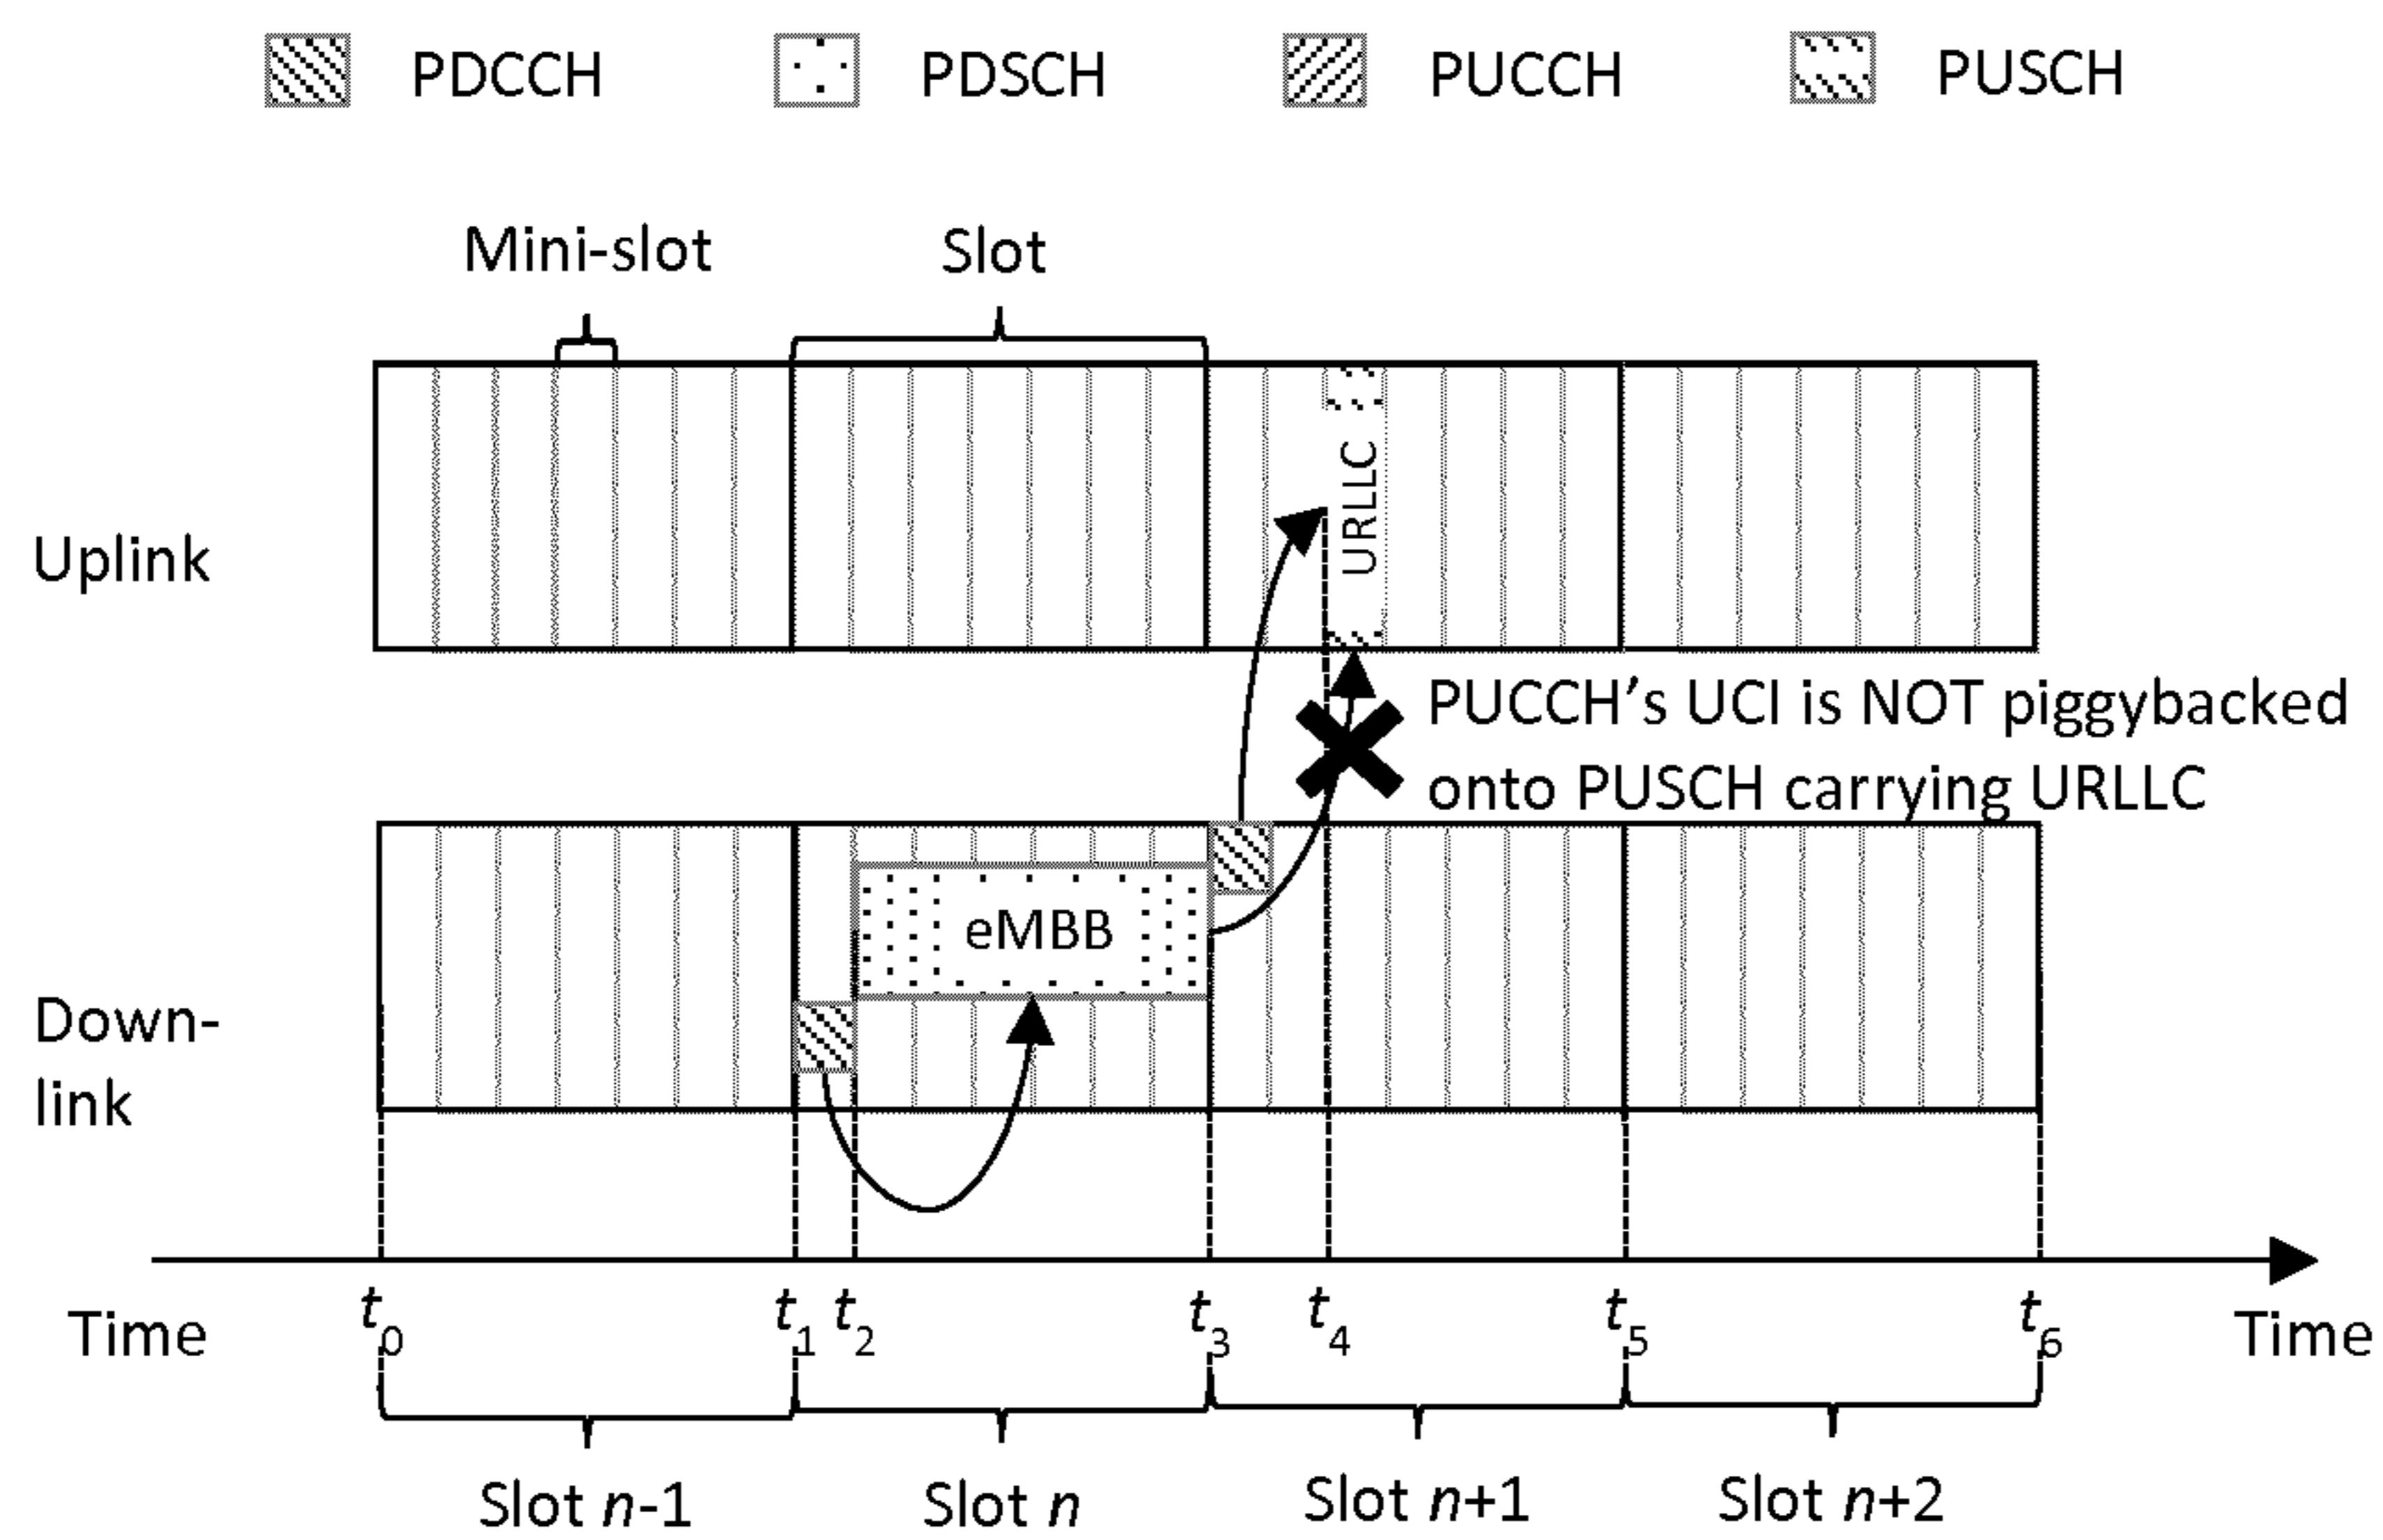 PDCCH PDSCH PUCCH PUSCH
Mini-slot Slot
Uplink
URLLC
PUCCH’s UCI is NOT piggybacked
onto PUSCH carrying URLLC
eMBB
Down-
link
t0 t1 t2 t3 t4 t5 t6
Time Time
Slot n-1 Slot n Slot n+1 Slot n+2